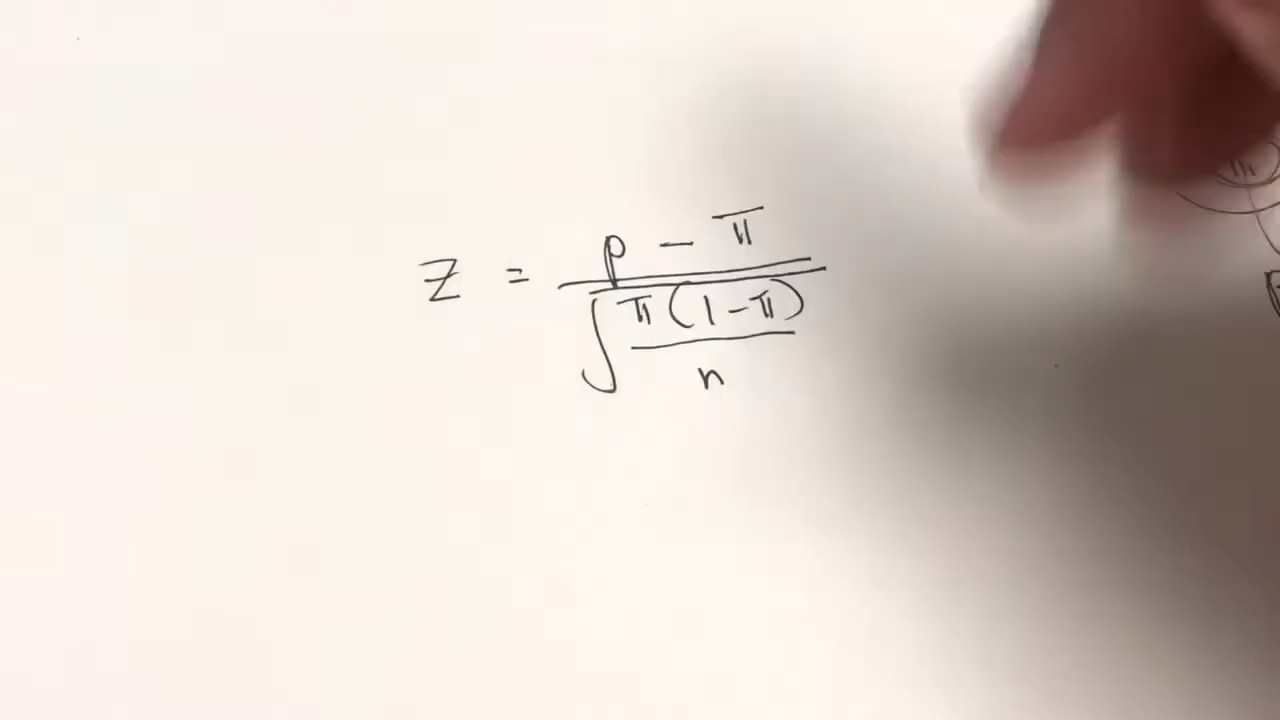 Z = p - π
√ π(1-π)
n